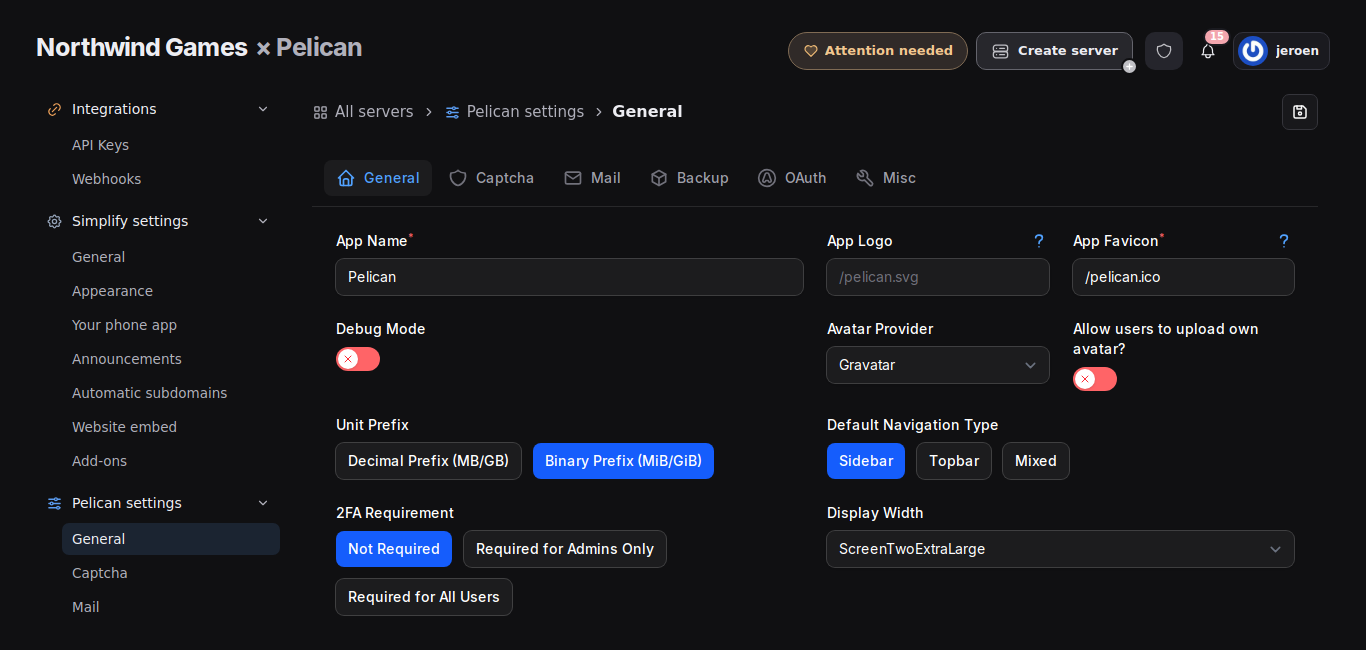 Northwind Games × Pelican
Attention needed
Create server
15
jeroen
Integrations
API Keys
Webhooks
Simplify settings
General
Appearance
Your phone app
Announcements
Automatic subdomains
Website embed
Add-ons
Pelican settings
General
Captcha
Mail
All servers > Pelican settings > General
General
Captcha
Mail
Backup
OAuth
Misc
App Name*
Pelican
App Logo ?
/pelican.svg
App Favicon* ?
/pelican.ico
Debug Mode
Avatar Provider
Gravatar
Allow users to upload own
avatar?
Unit Prefix
Decimal Prefix (MB/GB)
Binary Prefix (MiB/GiB)
Default Navigation Type
Sidebar
Topbar
Mixed
2FA Requirement
Not Required
Required for Admins Only
Required for All Users
Display Width
ScreenTwoExtraLarge